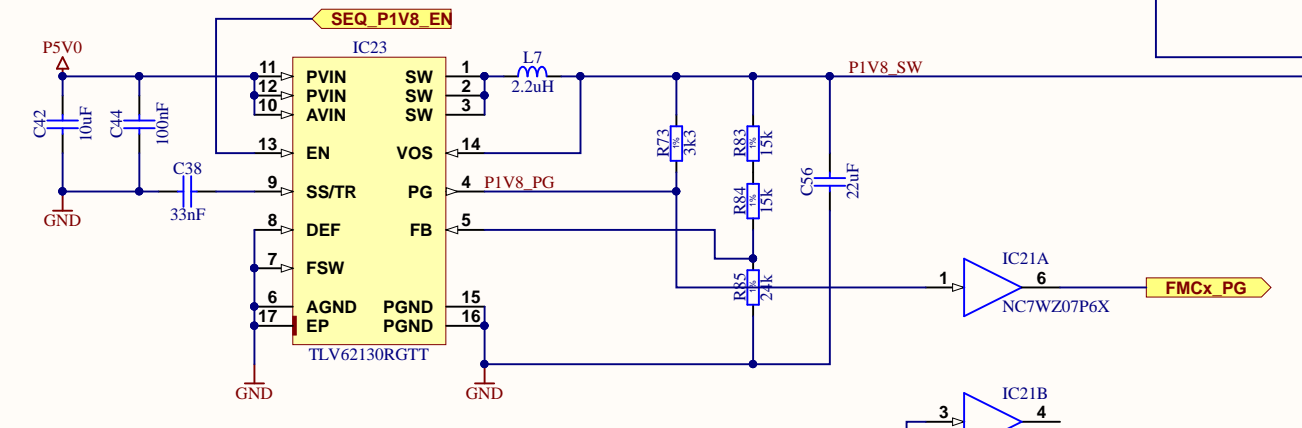 SEQ_P1V8_EN
P5V0
IC23
L7
2.2uH
P1V8_SW
11 PVIN SW 1
12 PVIN SW 2
10 AVIN SW 3
C42 10uF
C44 100nF
13 EN VOS 14
R73 1% 3k3
R83 1% 15k
C38
33nF
9 SS/TR PG 4 P1V8_PG
R84 1% 15k
C56 22uF
GND
8 DEF FB 5
7 FSW
R85 1% 24k
IC21A
1 6
FMCx_PG
NC7WZ07P6X
6 AGND PGND 15
17 EP PGND 16
TLV62130RGTT
GND
GND
IC21B
3 4